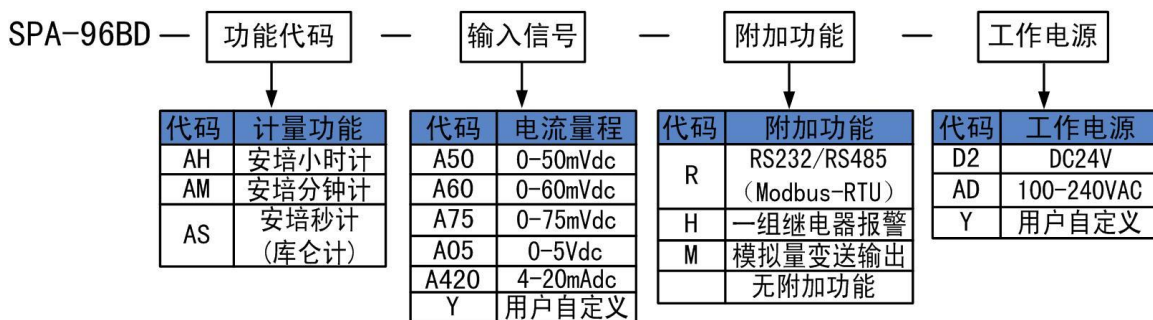 SPA-96BD — 功能代码 — 输入信号 — 附加功能 — 工作电源
代码 计量功能
AH 安培小时计
AM 安培分钟计
AS 安培秒计
(库仑计)
代码 电流量程
A50 0-50mVdc
A60 0-60mVdc
A75 0-75mVdc
A05 0-5Vdc
A420 4-20mAdc
Y 用户自定义
代码 附加功能
R RS232/RS485
（Modbus-RTU）
H 一组继电器报警
M 模拟量变送输出
无附加功能
代码 工作电源
D2 DC24V
AD 100-240VAC
Y 用户自定义